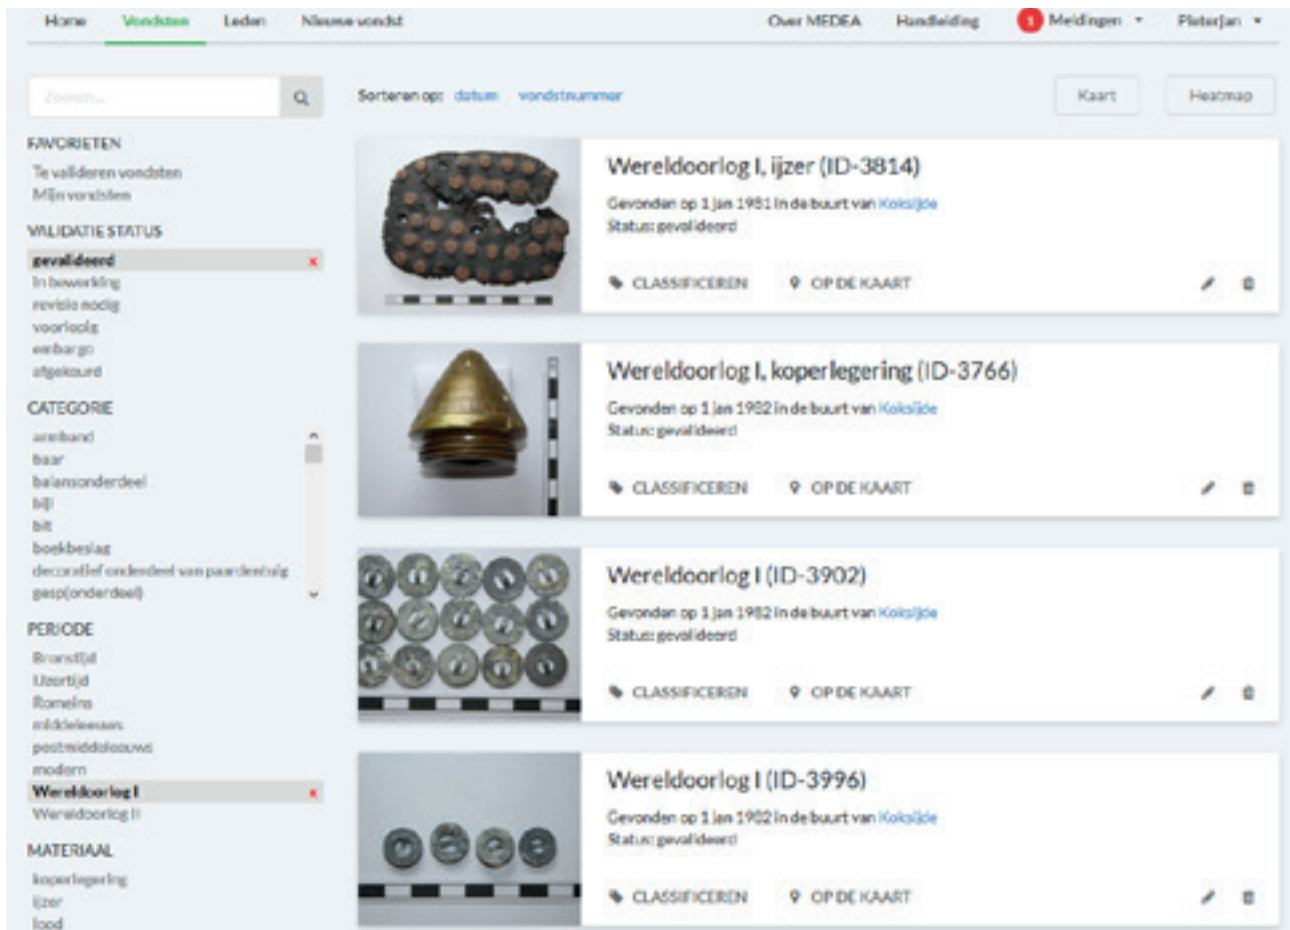 Home Vondsten Leden Nieuwe vondst Over MEDEA Handleiding 1 Meldingen PieterJan
Zoeken...
Sorteren op: datum vondstnummer Kaart Heatmap
FAVORIETEN
Te valideren vondsten
Mijn vondsten
VALIDATIE STATUS
gevalideerd x
In bewerking
revisie nodig
voorlopig
embargo
afgekeurd
CATEGORIE
armband
baar
balansonderdeel
bijl
bit
boekbeslag
decoratief onderdeel van paardentuig
gesp(onderdeel)
PERIODE
Bronstijd
IJzertijd
Romeins
middeleeuws
postmiddeleeuws
modern
Wereldoorlog I x
Wereldoorlog II
MATERIAAL
koperlegering
ijzer
lood
Wereldoorlog I, ijzer (ID-3814)
Gevonden op 1 jan 1981 in de buurt van Koksijde
Status: gevalideerd
CLASSIFICEREN OP DE KAART
Wereldoorlog I, koperlegering (ID-3766)
Gevonden op 1 jan 1982 in de buurt van Koksijde
Status: gevalideerd
CLASSIFICEREN OP DE KAART
Wereldoorlog I (ID-3902)
Gevonden op 1 jan 1982 in de buurt van Koksijde
Status: gevalideerd
CLASSIFICEREN OP DE KAART
Wereldoorlog I (ID-3996)
Gevonden op 1 jan 1982 in de buurt van Koksijde
Status: gevalideerd
CLASSIFICEREN OP DE KAART